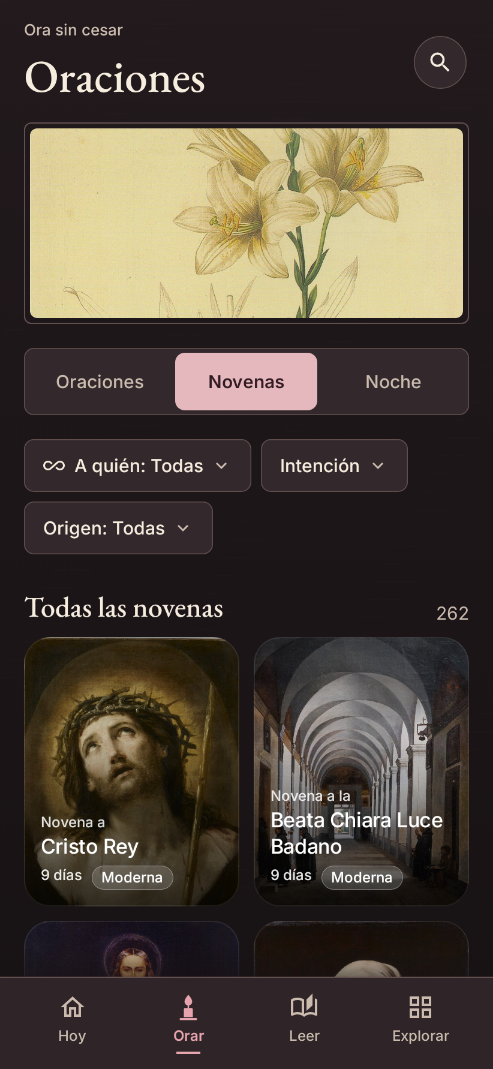 Ora sin cesar
Oraciones
Oraciones
Novenas
Noche
A quién: Todas
Intención
Origen: Todas
Todas las novenas
262
Novena a
Cristo Rey
9 días
Moderna
Novena a la
Beata Chiara Luce
Badano
9 días
Moderna
Hoy
Orar
Leer
Explorar